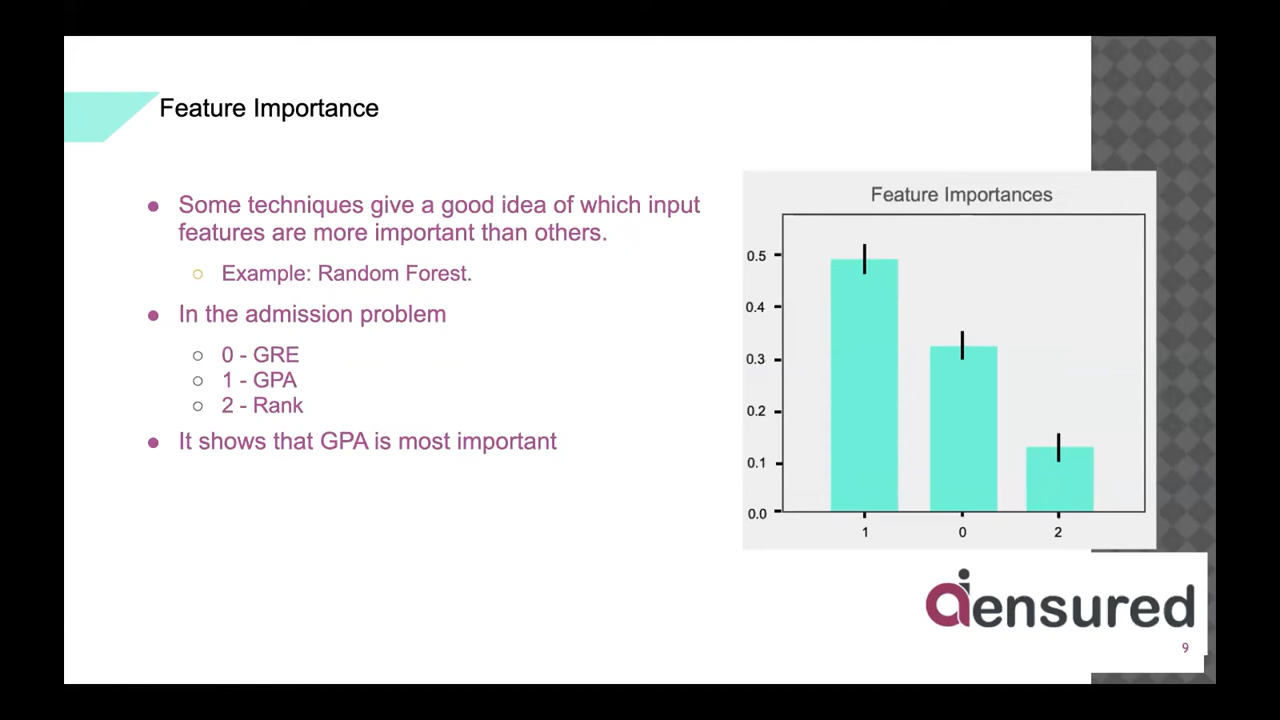 Feature Importance
● Some techniques give a good idea of which input
features are more important than others.
○ Example: Random Forest.
● In the admission problem
○ 0 - GRE
○ 1 - GPA
○ 2 - Rank
● It shows that GPA is most important
Feature Importances
0.5
0.4
0.3
0.2
0.1
0.0
1 0 2
aiensured
9